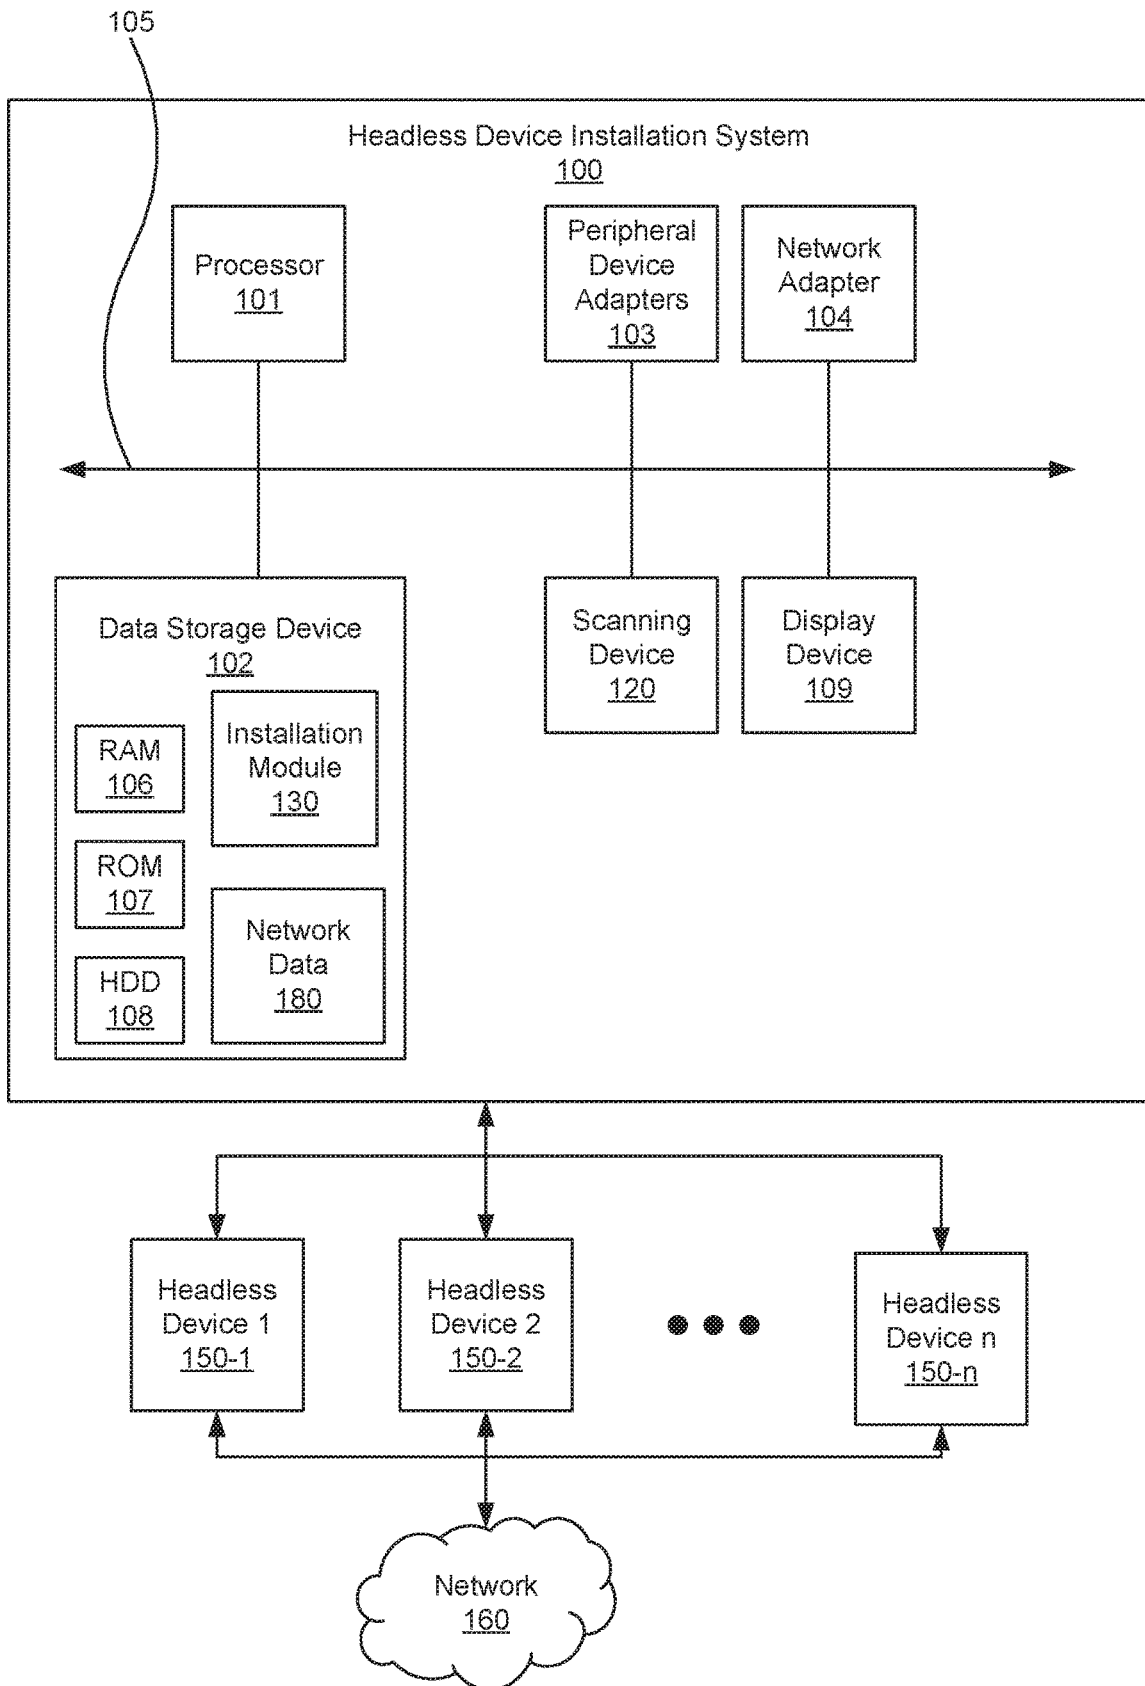 105
Headless Device Installation System
100
Processor
101
Peripheral
Device
Adapters
103
Network
Adapter
104
Data Storage Device
102
RAM
106
ROM
107
HDD
108
Installation
Module
130
Network
Data
180
Scanning
Device
120
Display
Device
109
Headless
Device 1
150-1
Headless
Device 2
150-2
Headless
Device n
150-n
Network
160